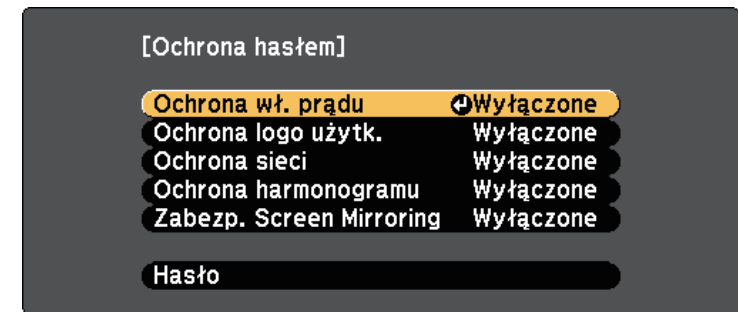 [Ochrona hasłem]
Ochrona wł. prądu Wyłączone
Ochrona logo użytk. Wyłączone
Ochrona sieci Wyłączone
Ochrona harmonogramu Wyłączone
Zabezp. Screen Mirroring Wyłączone
Hasło